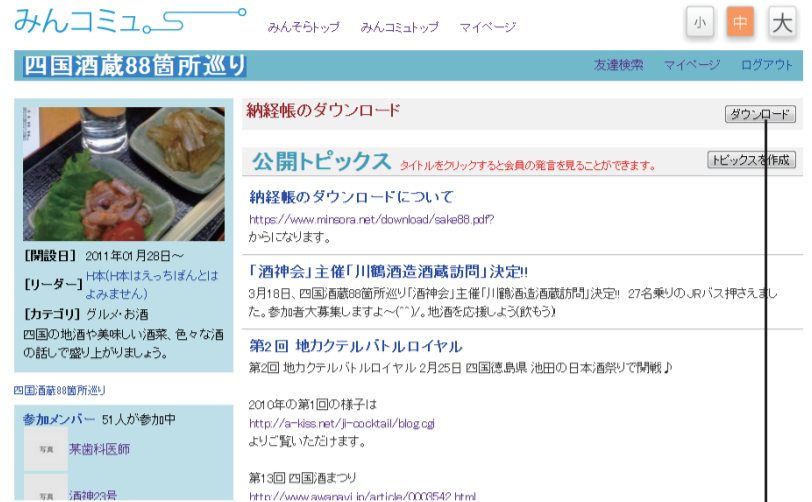 みんコミュ。
みんそらトップ みんコミュトップ マイページ
小 中 大
四国酒蔵88箇所巡り
友達検索 マイページ ログアウト
納経帳のダウンロード
ダウンロード
公開トピックス タイトルをクリックすると会員の発言を見ることができます。
トピックスを作成
納経帳のダウンロードについて
https://www.minsora.net/download/sake88.pdf?
からになります。
「酒神会」主催「川鶴酒造酒蔵訪問」決定!!
3月18日、四国酒蔵88箇所巡り「酒神会」主催「川鶴酒造酒蔵訪問」決定!! 27名乗りのJRバス押さえまし
た。参加者大募集しますよ~(^^)/。地酒を応援しよう(飲もう)
第2回 地カクテルバトルロイヤル
第2回 地カクテルバトルロイヤル 2月25日 四国徳島県 池田の日本酒祭りで開戦♪
2010年の第1回の様子は
http://a-kiss.net/ji-cocktail/blog.cgi
よりご覧いただけます。
第13回 四国酒まつり
http://www.awanavi.jp/article/0003542.html
【開設日】 2011年01月28日~
【リーダー】 H本(H本はえっちぽんとは
よみません)
【カテゴリ】 グルメ・お酒
四国の地酒や美味しい酒菜、色々な酒
の話しで盛り上がりましょう。
四国酒蔵88箇所巡り
参加メンバー 51人が参加中
写真 某歯科医師
写真 酒神23号